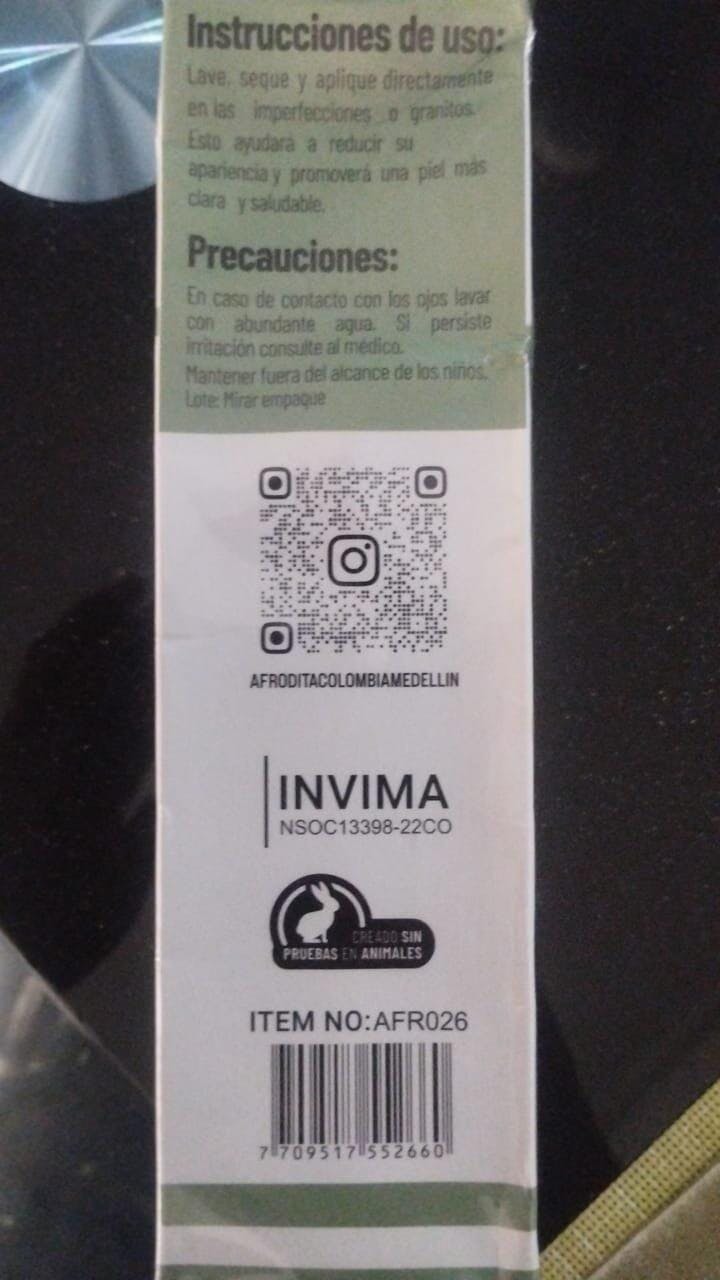 Instrucciones de uso:
Lave, seque y aplique directamente
en las imperfecciones o granitos.
Esto ayudará a reducir su
apariencia y promoverá una piel más
clara y saludable.
Precauciones:
En caso de contacto con los ojos lavar
con abundante agua. Si persiste
irritación consulte al médico.
Mantener fuera del alcance de los niños.
Lote: Mirar empaque
AFRODITACOLOMBIAMEDELLIN
INVIMA
NSOC13398-22CO
CREADO SIN
PRUEBAS EN ANIMALES
ITEM NO:AFR026
7 709517 552660